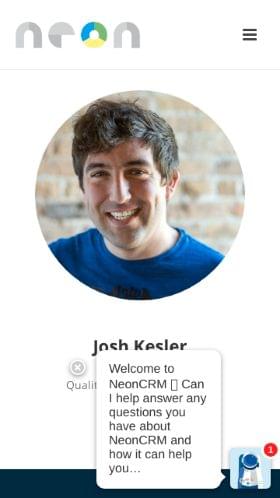 neon
Josh Kesler
Qualit
Welcome to
NeonCRM ▯ Can
I help answer any
questions you
have about
NeonCRM and
how it can help
you...
1